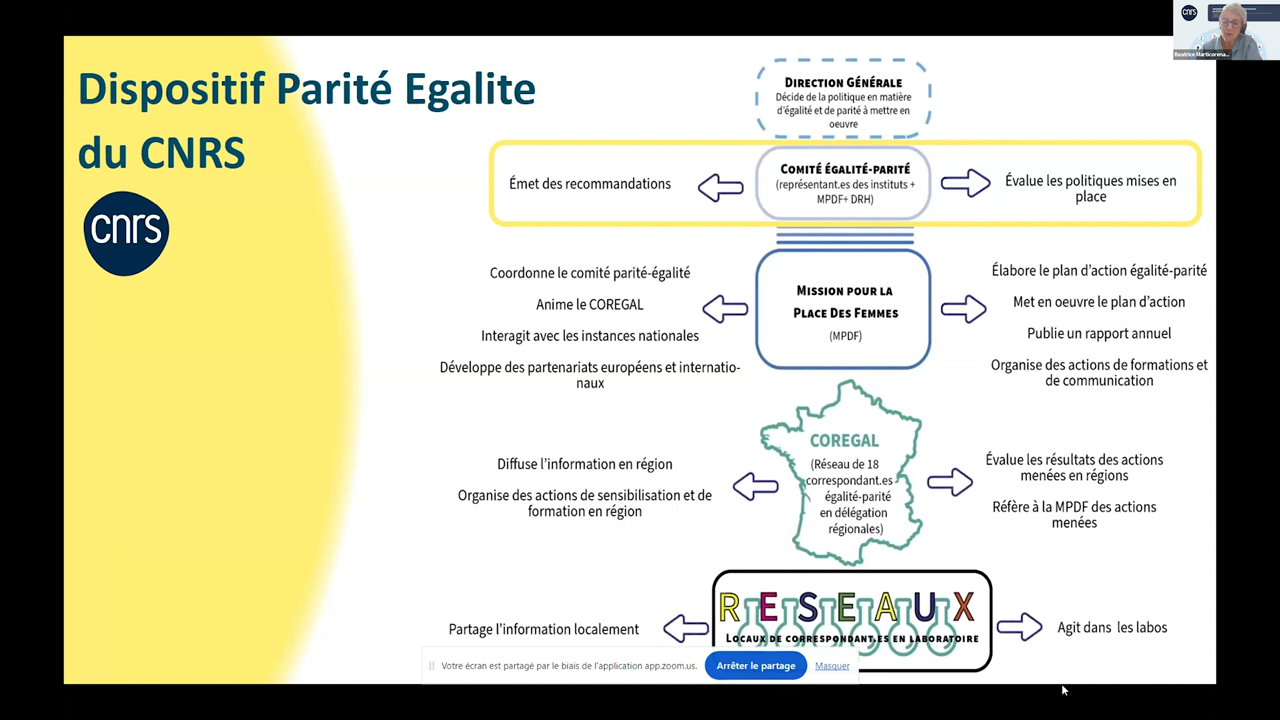 Dispositif Parité Egalite
du CNRS
cnrs
DIRECTION GÉNÉRALE
Décide de la politique en matière
d'égalité et de parité à mettre en
oeuvre
Émet des recommandations
COMITÉ ÉGALITÉ-PARITÉ
(représentant.es des instituts +
MPDF+ DRH)
Évalue les politiques mises en
place
Coordonne le comité parité-égalité
Anime le COREGAL
Interagit avec les instances nationales
Développe des partenariats européens et internatio-
naux
MISSION POUR LA
PLACE DES FEMMES
(MPDF)
Élabore le plan d'action égalité-parité
Met en oeuvre le plan d'action
Publie un rapport annuel
Organise des actions de formations et
de communication
Diffuse l'information en région
Organise des actions de sensibilisation et de
formation en région
COREGAL
(Réseau de 18
correspondant.es
égalité-parité
en délégation
régionales)
Évalue les résultats des actions
menées en régions
Réfère à la MPDF des actions
menées
Partage l'information localement
RESEAUX
LOCAUX DE CORRESPONDANT.ES EN LABORATOIRE
Agit dans les labos
Votre écran est partagé par le biais de l'application app.zoom.us.
Arrêter le partage
Masquer
cnrs
Beatrice Marticorena...